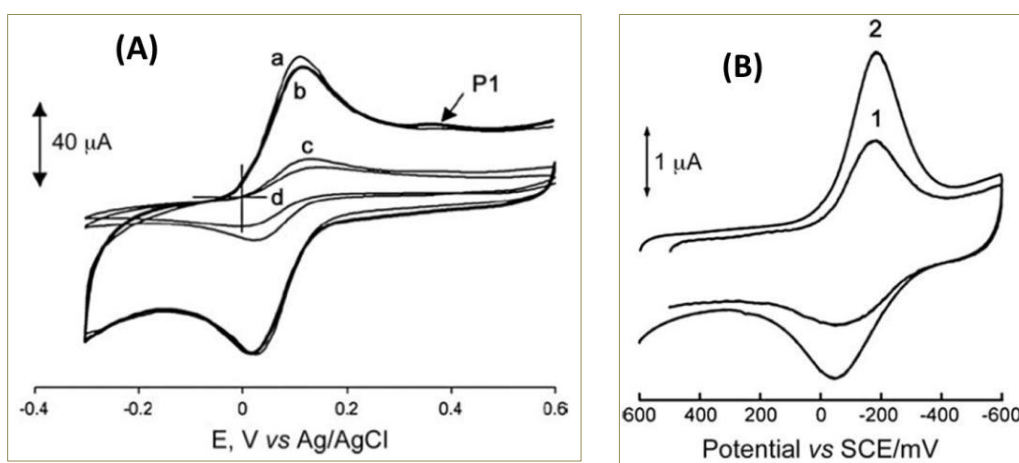 (A)
a
b
P1
40 μA
c
d
-0.4 -0.2 0 0.2 0.4 0.6
E, V vs Ag/AgCl
(B)
2
1
1 μA
600 400 200 0 -200 -400 -600
Potential vs SCE/mV